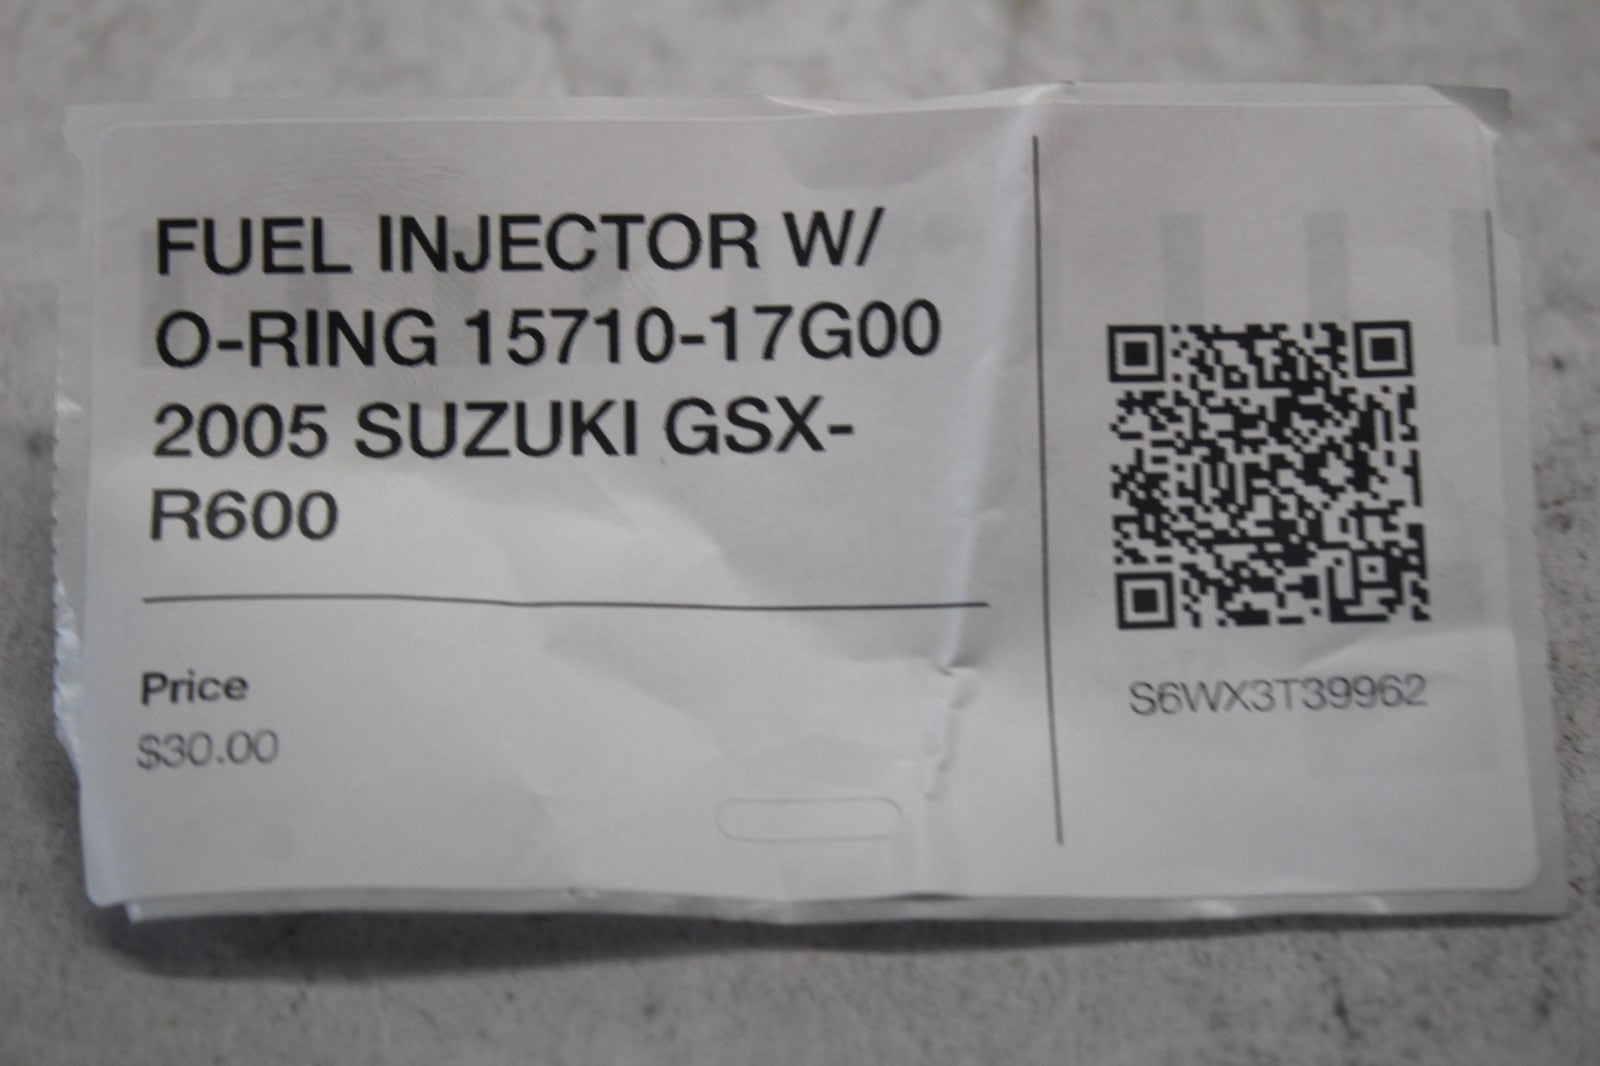 FUEL INJECTOR W/
O-RING 15710-17G00
2005 SUZUKI GSX-
R600
Price
$30.00
S6WX3T39962